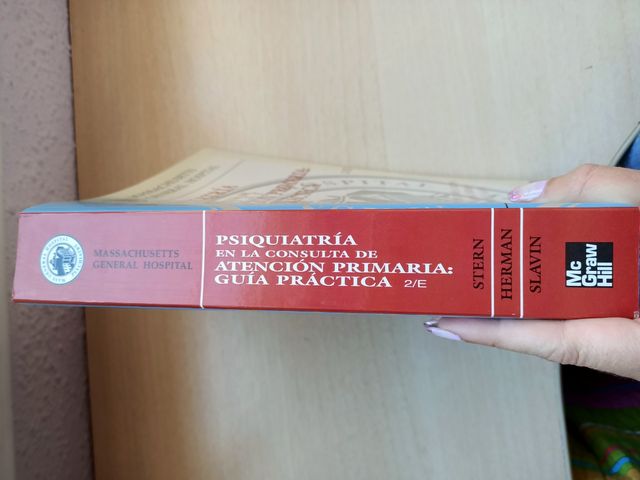 MASSACHUSETTS
GENERAL HOSPITAL
PSIQUIATRÍA
EN LA CONSULTA DE
ATENCIÓN PRIMARIA:
GUÍA PRÁCTICA 2/E
STERN
HERMAN
SLAVIN
Mc
Graw
Hill